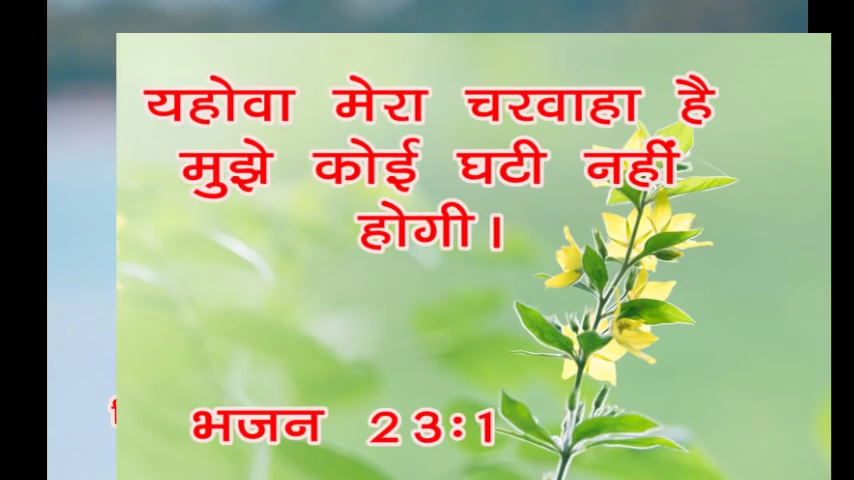 यहोवा मेरा चरवाहा है
मुझे कोई घटी नहीं
होगी।
भजन 23:1